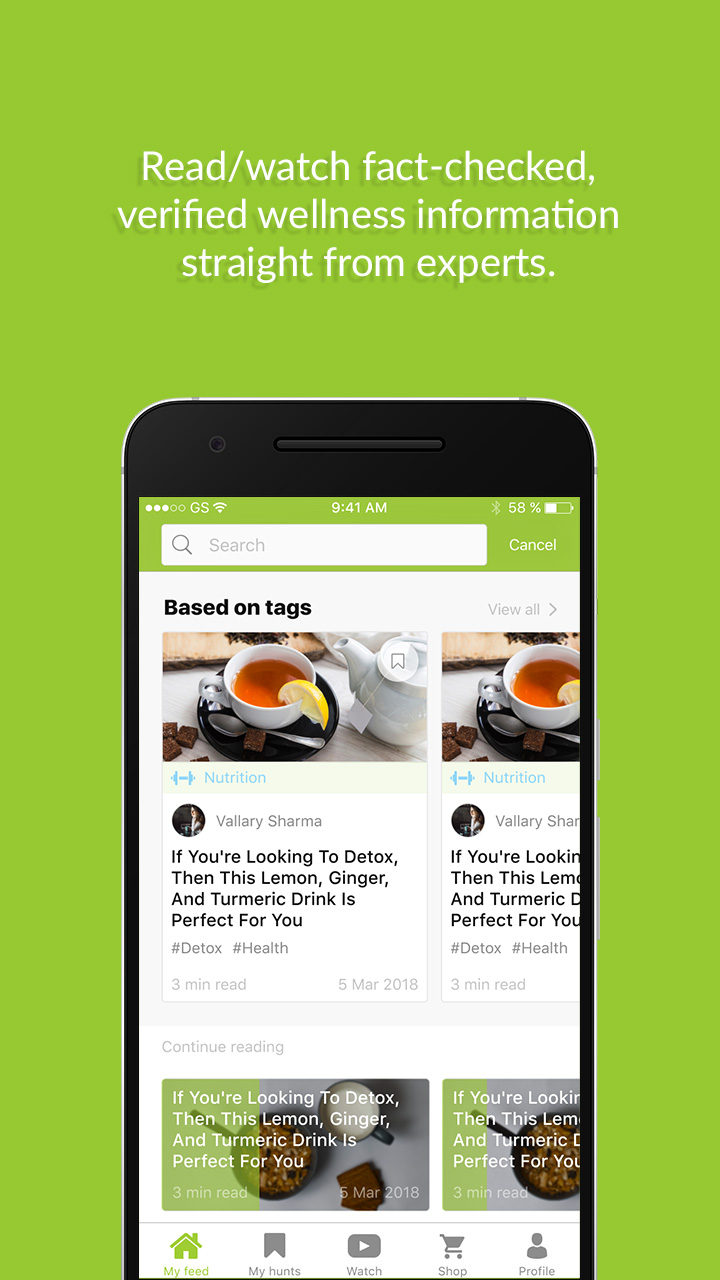 Read/watch fact-checked,
verified wellness information
straight from experts.
GS 9:41 AM 58 %
Search Cancel
Based on tags View all
Nutrition
Vallary Sharma
If You're Looking To Detox,
Then This Lemon, Ginger,
And Turmeric Drink Is
Perfect For You
#Detox #Health
3 min read 5 Mar 2018
Nutrition
Vallary Shar
If You're Lookin
Then This Lemo
And Turmeric D
Perfect For You
#Detox #Health
3 min read
Continue reading
If You're Looking To Detox,
Then This Lemon, Ginger,
And Turmeric Drink Is
Perfect For You
3 min read 5 Mar 2018
If You're Lookin
Then This Lem
And Turmeric D
Perfect For You
3 min read
My feed My hunts Watch Shop Profile